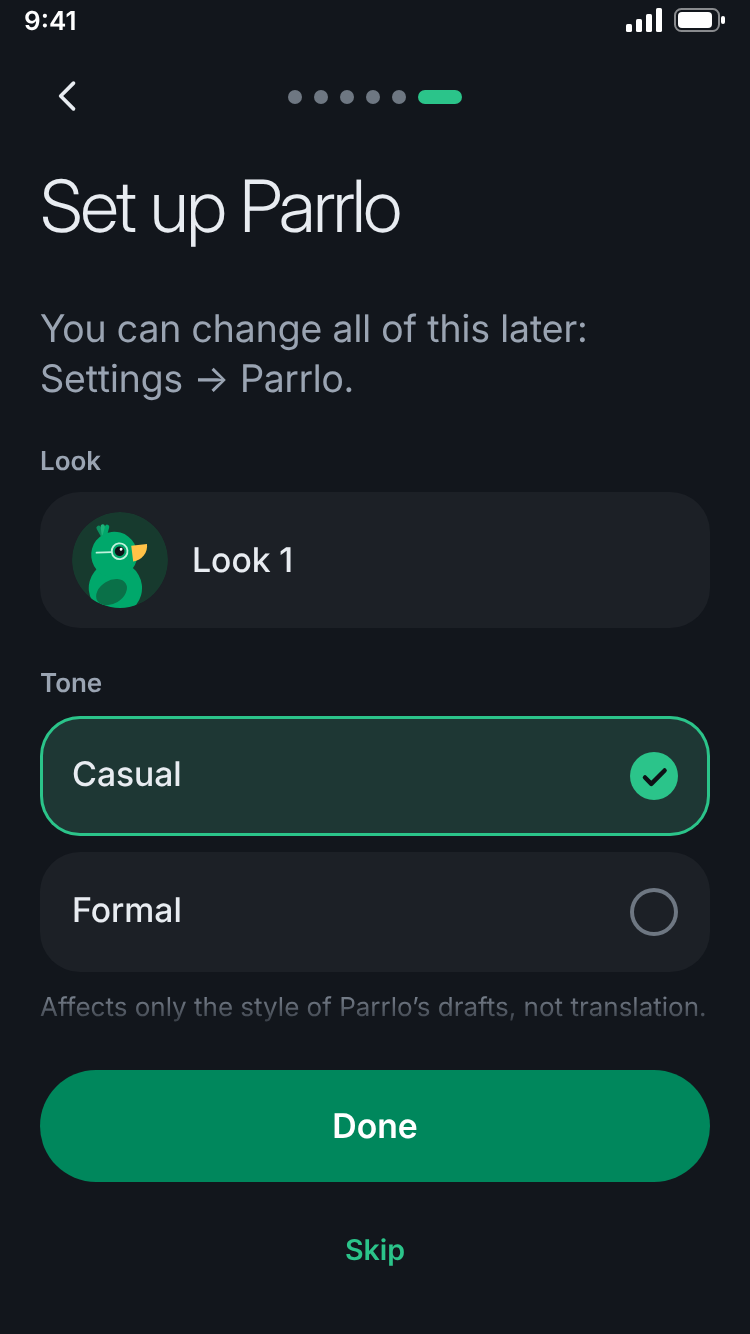 9:41
Set up Parrlo
You can change all of this later:
Settings → Parrlo.
Look
Look 1
Tone
Casual
Formal
Affects only the style of Parrlo’s drafts, not translation.
Done
Skip